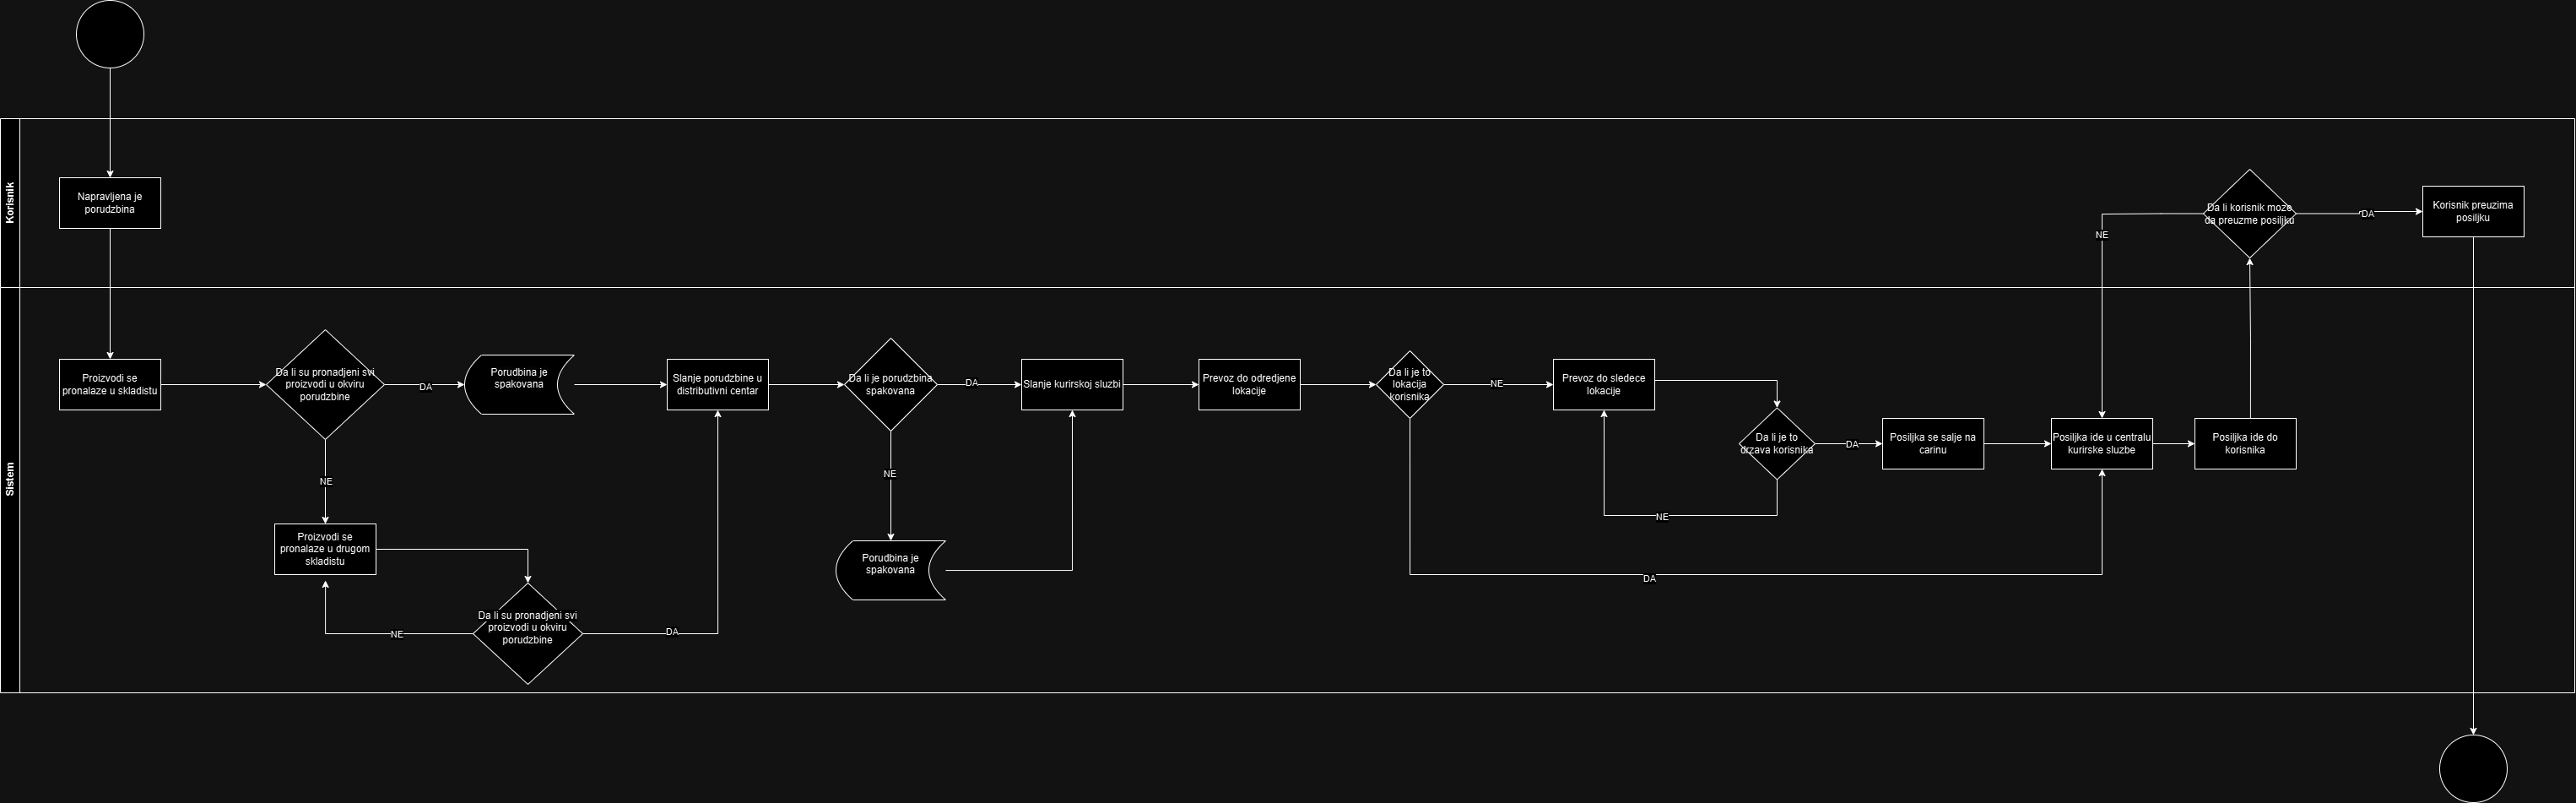 Korisnik
Napravljena je
porudzbina
NE
Da li korisnik moze
da preuzme posiljku
DA
Korisnik preuzima
posiljku
Sistem
Proizvodi se
pronalaze u skladistu
Da li su pronadjeni svi
proizvodi u okviru
porudzbine
DA
Porudbina je
spakovana
Slanje porudzbine u
distributivni centar
Da li je porudzbina
spakovana
DA
Slanje kurirskoj sluzbi
Prevoz do odredjene
lokacije
Da li je to
lokacija
korisnika
NE
Prevoz do sledece
lokacije
Da li je to
drzava korisnika
DA
Posiljka se salje na
carinu
Posiljka ide u centralu
kurirske sluzbe
Posiljka ide do
korisnika
NE
NE
NE
Proizvodi se
pronalaze u drugom
skladistu
Porudbina je
spakovana
DA
Da li su pronadjeni svi
proizvodi u okviru
porudzbine
NE
DA